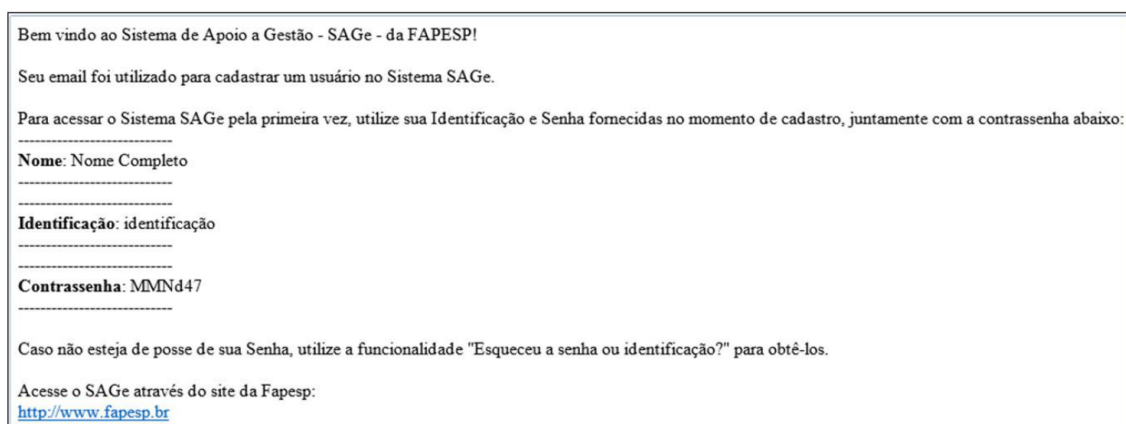 Bem vindo ao Sistema de Apoio a Gestão - SAGe - da FAPESP!
Seu email foi utilizado para cadastrar um usuário no Sistema SAGe.
Para acessar o Sistema SAGe pela primeira vez, utilize sua Identificação e Senha fornecidas no momento de cadastro, juntamente com a contrassenha abaixo:
----------------------------
Nome: Nome Completo
----------------------------
----------------------------
Identificação: identificação
----------------------------
----------------------------
Contrassenha: MMNd47
----------------------------
Caso não esteja de posse de sua Senha, utilize a funcionalidade "Esqueceu a senha ou identificação?" para obtê-los.
Acesse o SAGe através do site da Fapesp:
http://www.fapesp.br